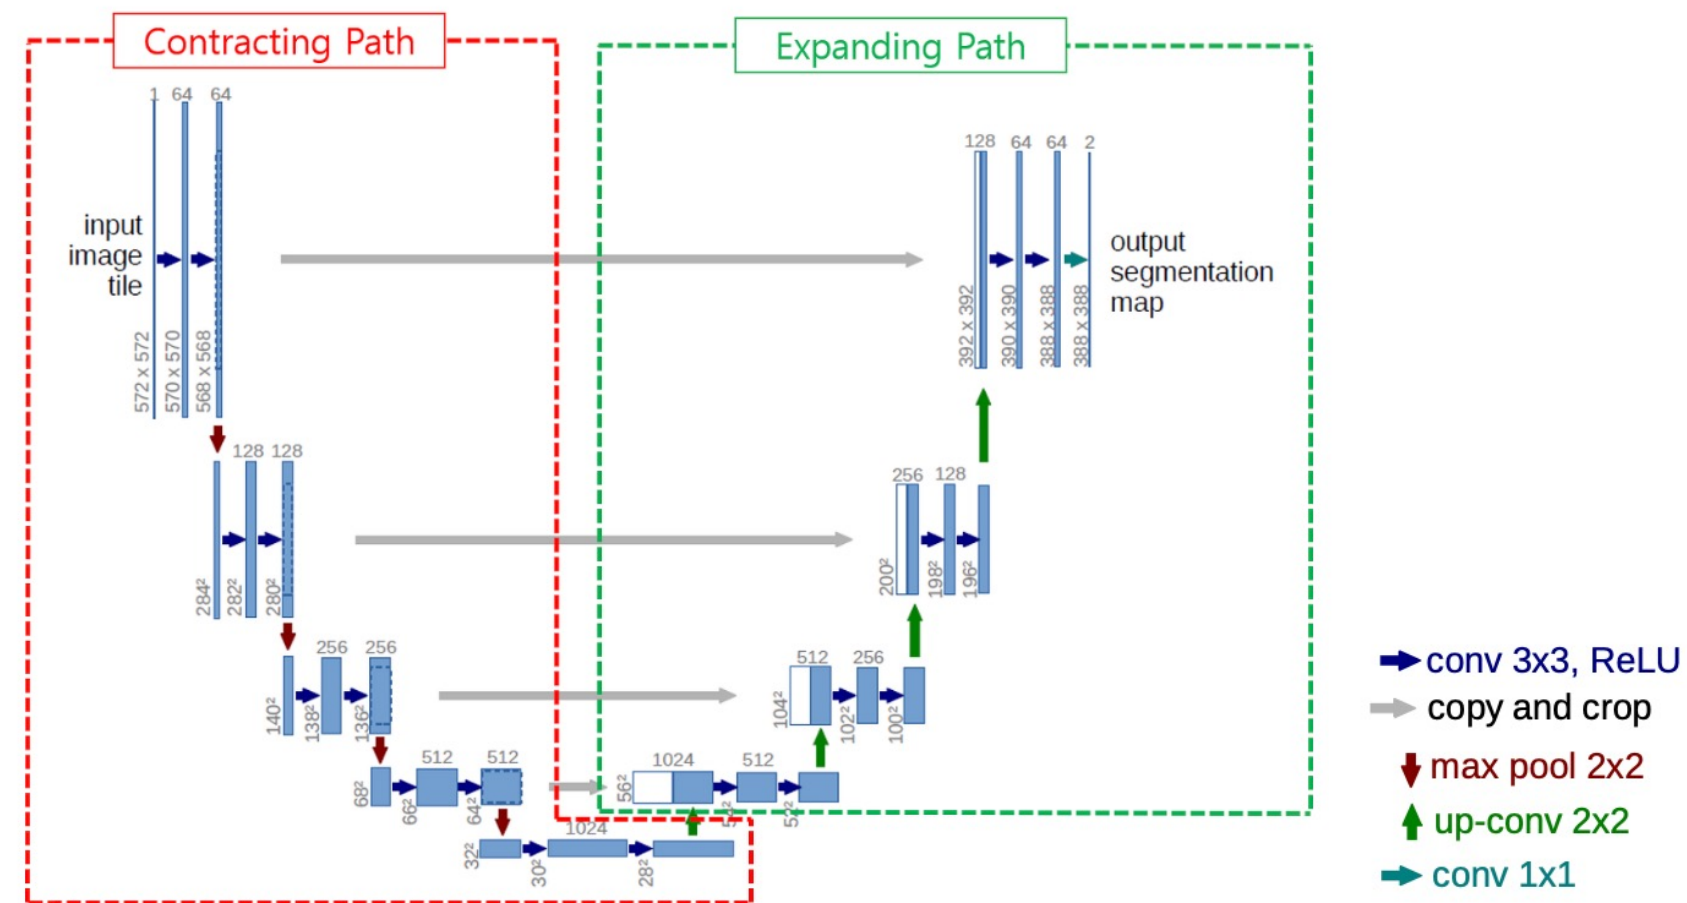 Contracting Path
Expanding Path
1 64 64
input
image
tile
572 x 572
570 x 570
568 x 568
128 64 64 2
output
segmentation
map
392 x 392
390 x 390
388 x 388
388 x 388
128 128
284²
282²
280²
256 128
200²
198²
196²
256 256
140²
138²
136²
512 256
104²
102²
100²
512 512
68²
66²
64²
1024 512
56²
54²
52²
1024
32²
30²
28²
conv 3x3, ReLU
copy and crop
max pool 2x2
up-conv 2x2
conv 1x1